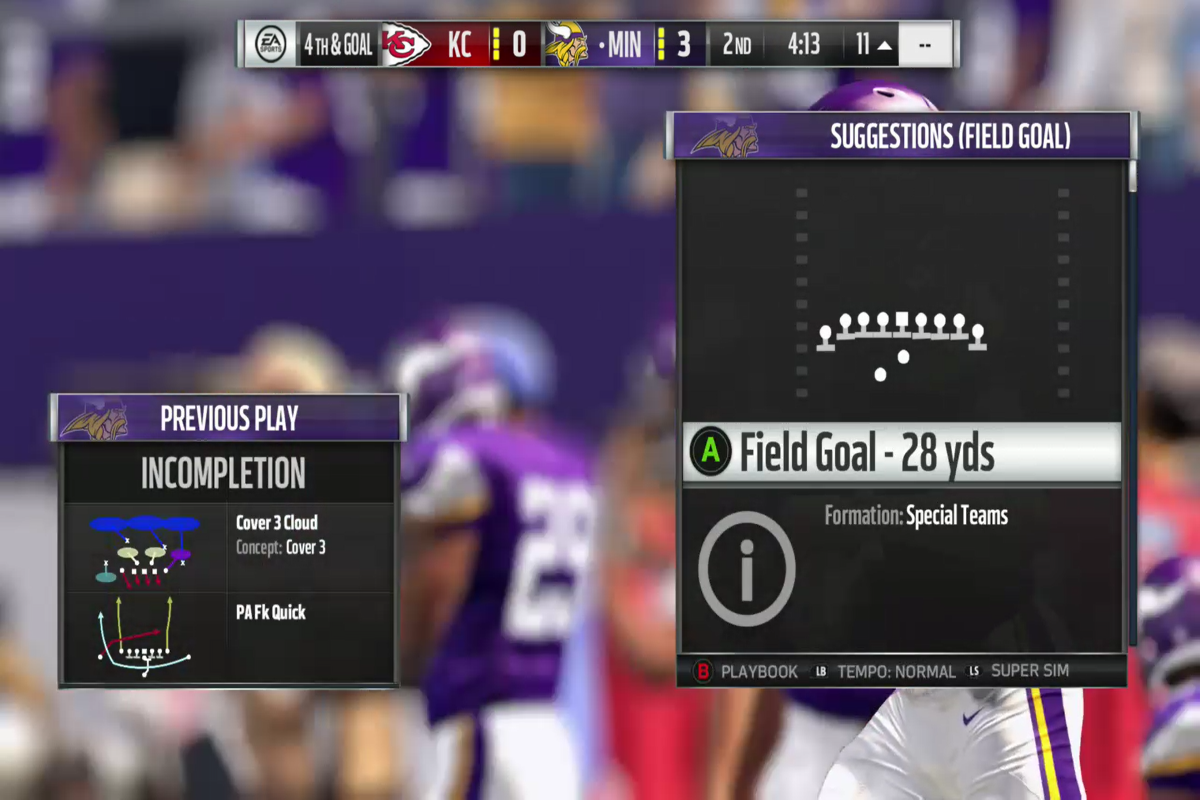 EA SPORTS 4TH & GOAL KC 0 MIN 3 2ND 4:13 11 --
SUGGESTIONS (FIELD GOAL)
A Field Goal - 28 yds
Formation: Special Teams
B PLAYBOOK LB TEMPO: NORMAL LS SUPER SIM
PREVIOUS PLAY
INCOMPLETION
Cover 3 Cloud
Concept: Cover 3
PA Fk Quick